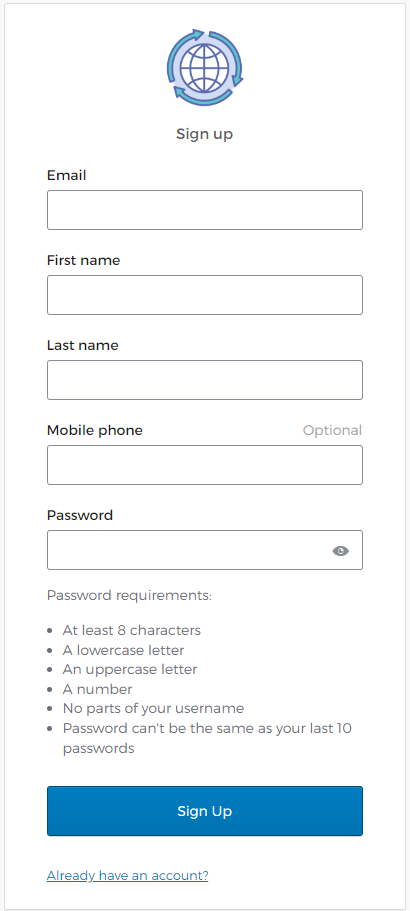 Sign up
Email
First name
Last name
Mobile phone Optional
Password
Password requirements:
At least 8 characters
A lowercase letter
An uppercase letter
A number
No parts of your username
Password can't be the same as your last 10
passwords
Sign Up
Already have an account?